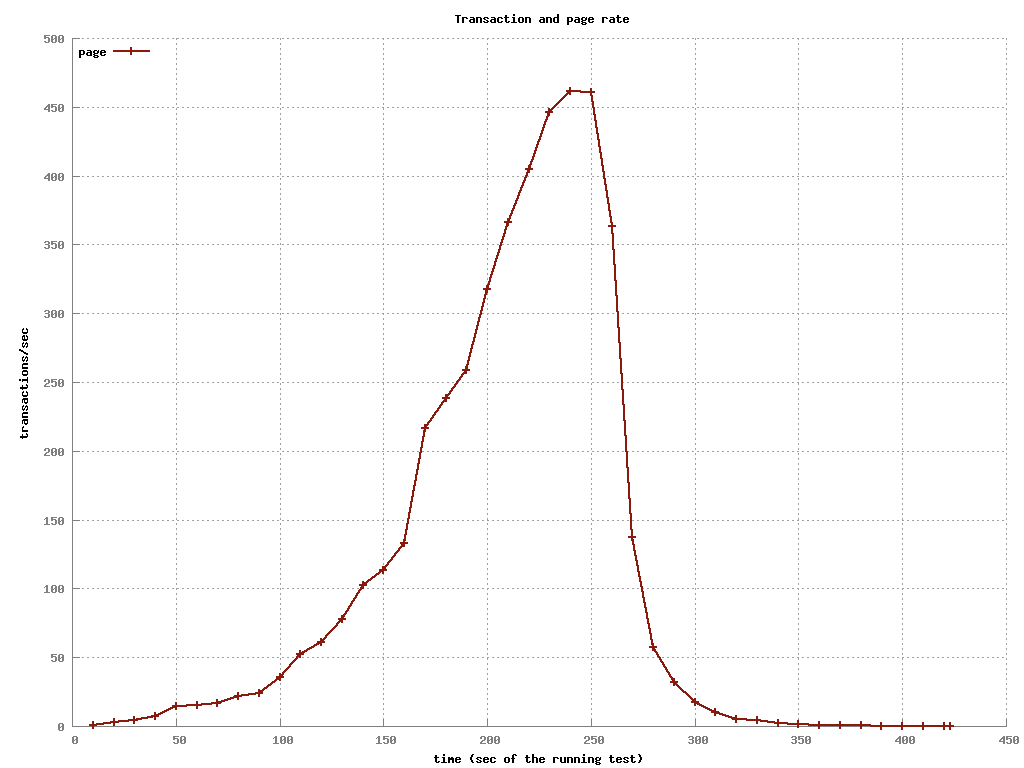 Transaction and page rate
500
page
450
400
350
300
250
200
150
100
50
0
transactions/sec
0 50 100 150 200 250 300 350 400 450
time (sec of the running test)